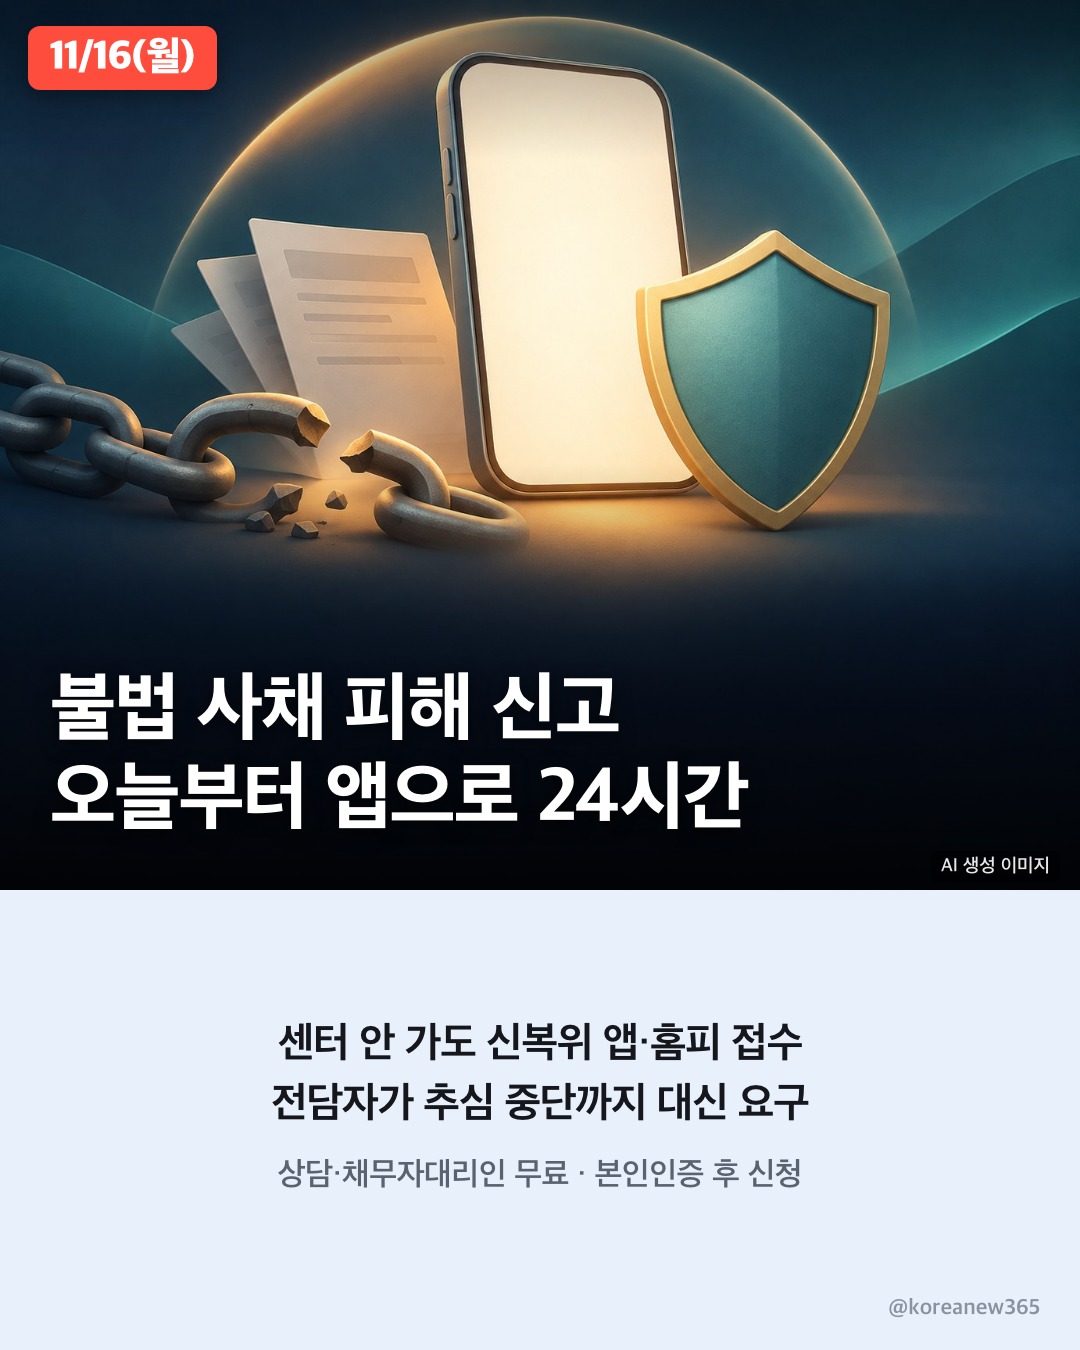 11/16(월)
불법 사채 피해 신고
오늘부터 앱으로 24시간
AI 생성 이미지
센터 안 가도 신복위 앱·홈피 접수
전담자가 추심 중단까지 대신 요구
상담·채무자대리인 무료 · 본인인증 후 신청
@koreanew365